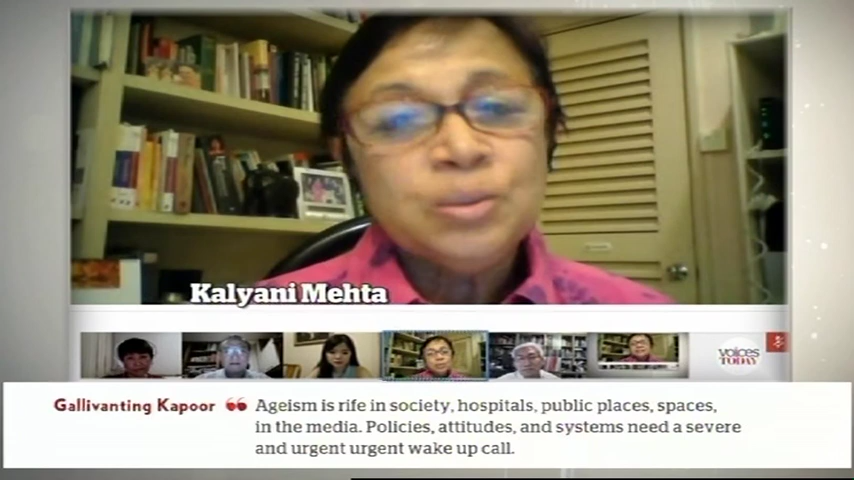 Kalyani Mehta
VOICES
TODAY
Gallivanting Kapoor “ Ageism is rife in society, hospitals, public places, spaces,
in the media. Policies, attitudes, and systems need a severe
and urgent urgent wake up call.